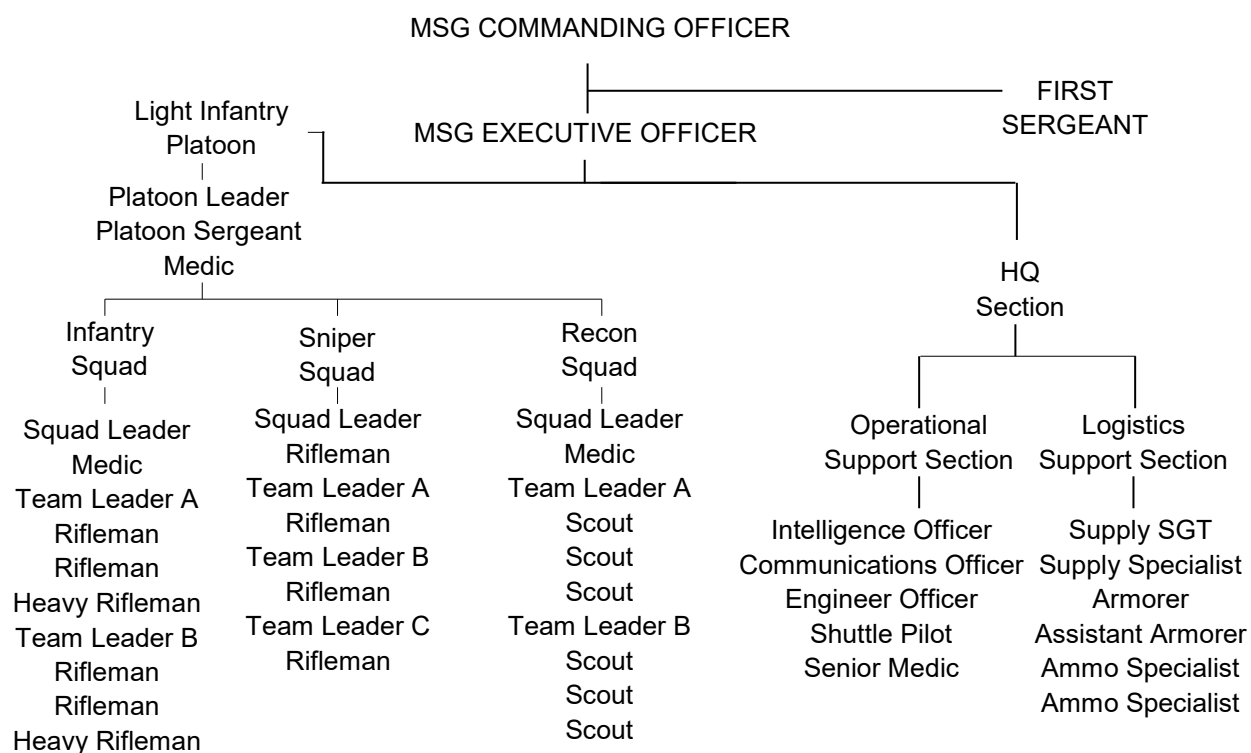 MSG COMMANDING OFFICER
FIRST
SERGEANT
MSG EXECUTIVE OFFICER
Light Infantry
Platoon
Platoon Leader
Platoon Sergeant
Medic
Infantry
Squad
Squad Leader
Medic
Team Leader A
Rifleman
Rifleman
Heavy Rifleman
Team Leader B
Rifleman
Rifleman
Heavy Rifleman
Sniper
Squad
Squad Leader
Rifleman
Team Leader A
Rifleman
Team Leader B
Rifleman
Team Leader C
Rifleman
Recon
Squad
Squad Leader
Medic
Team Leader A
Scout
Scout
Scout
Team Leader B
Scout
Scout
Scout
HQ
Section
Operational
Support Section
Intelligence Officer
Communications Officer
Engineer Officer
Shuttle Pilot
Senior Medic
Logistics
Support Section
Supply SGT
Supply Specialist
Armorer
Assistant Armorer
Ammo Specialist
Ammo Specialist